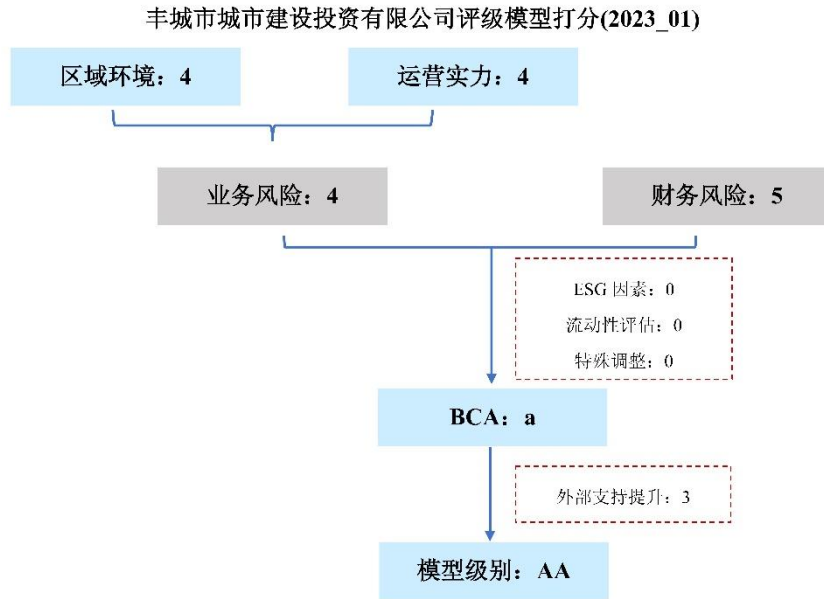 丰城市城市建设投资有限公司评级模型打分(2023_01)
区域环境：4
运营实力：4
业务风险：4
财务风险：5
ESG 因素：0
流动性评估：0
特殊调整：0
BCA：a
外部支持提升：3
模型级别：AA